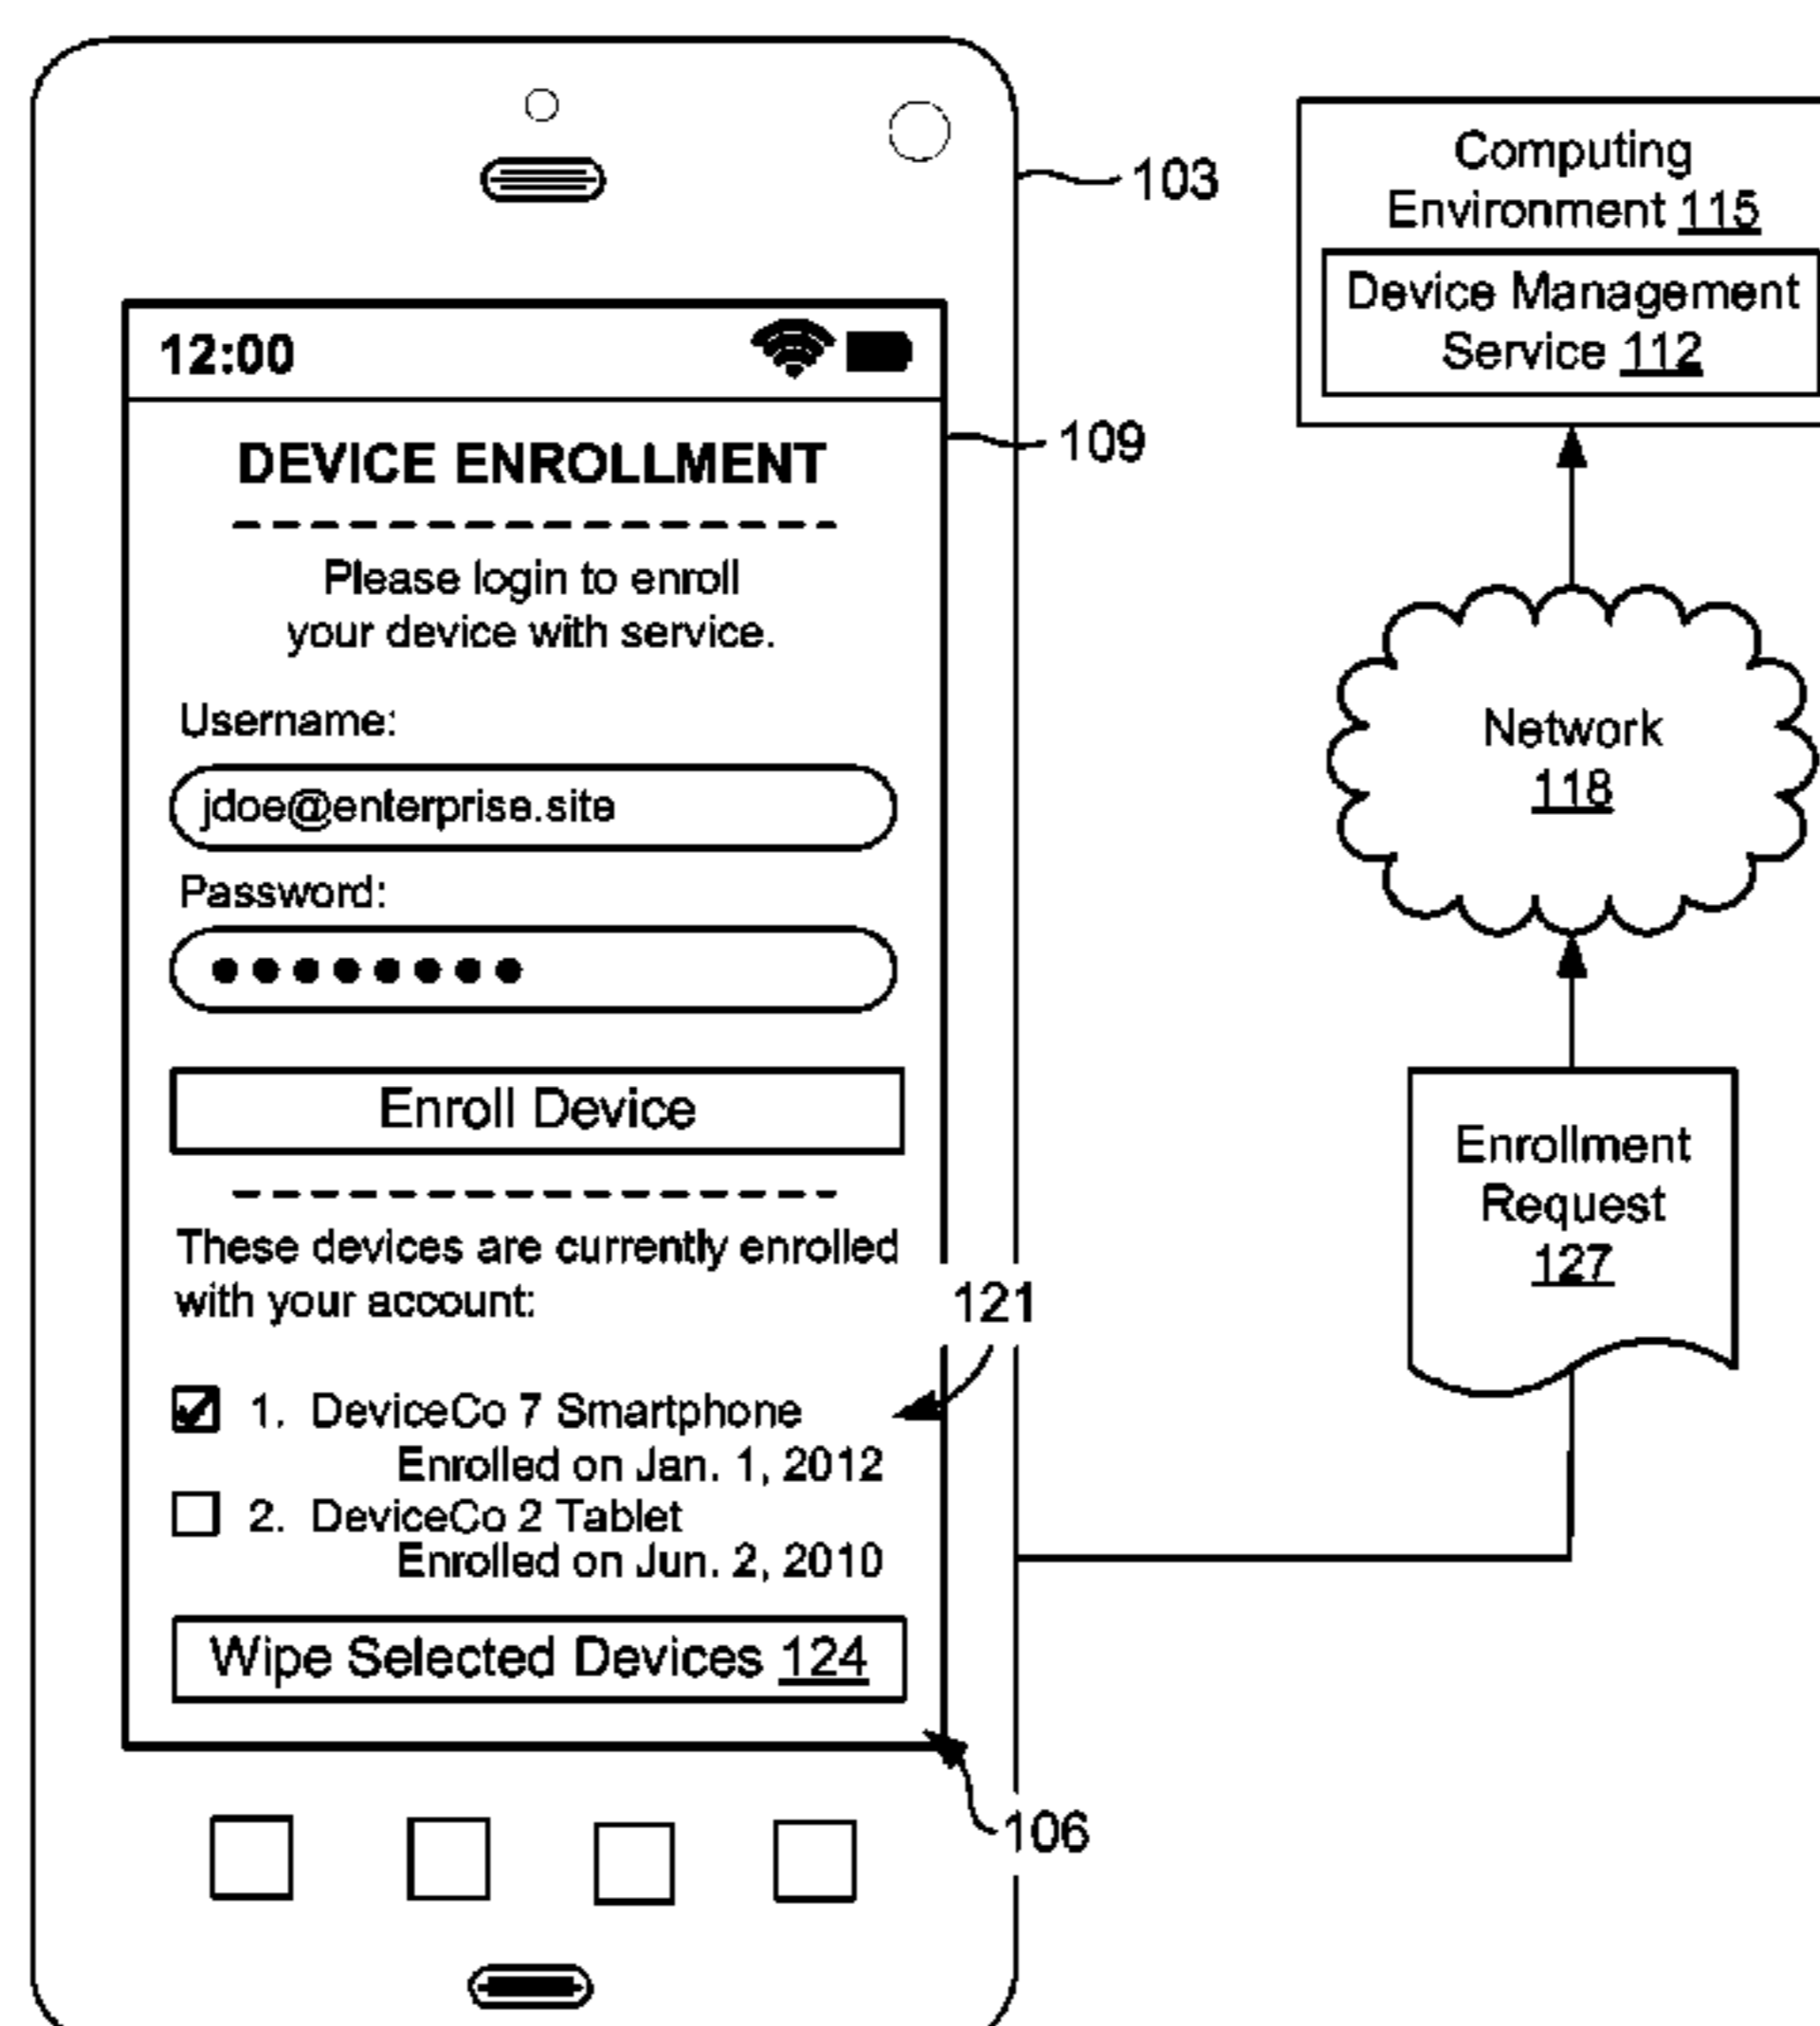 103
12:00
109
DEVICE ENROLLMENT
Please login to enroll
your device with service.
Username:
jdoe@enterprise.site
Password:
Enroll Device
These devices are currently enrolled
with your account:
121
1. DeviceCo 7 Smartphone
Enrolled on Jan. 1, 2012
2. DeviceCo 2 Tablet
Enrolled on Jun. 2, 2010
Wipe Selected Devices 124
106
Computing
Environment 115
Device Management
Service 112
Network
118
Enrollment
Request
127